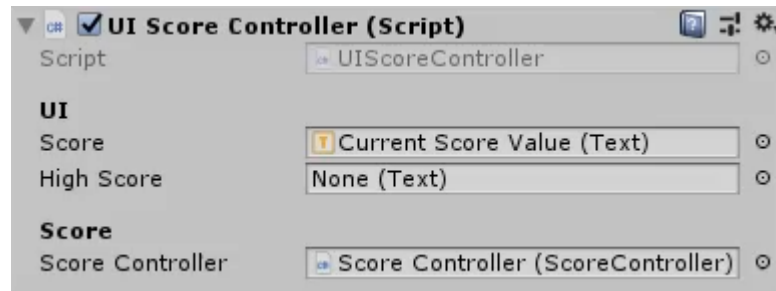 UI Score Controller (Script)
Script UIScoreController
UI
Score Current Score Value (Text)
High Score None (Text)
Score
Score Controller Score Controller (ScoreController)